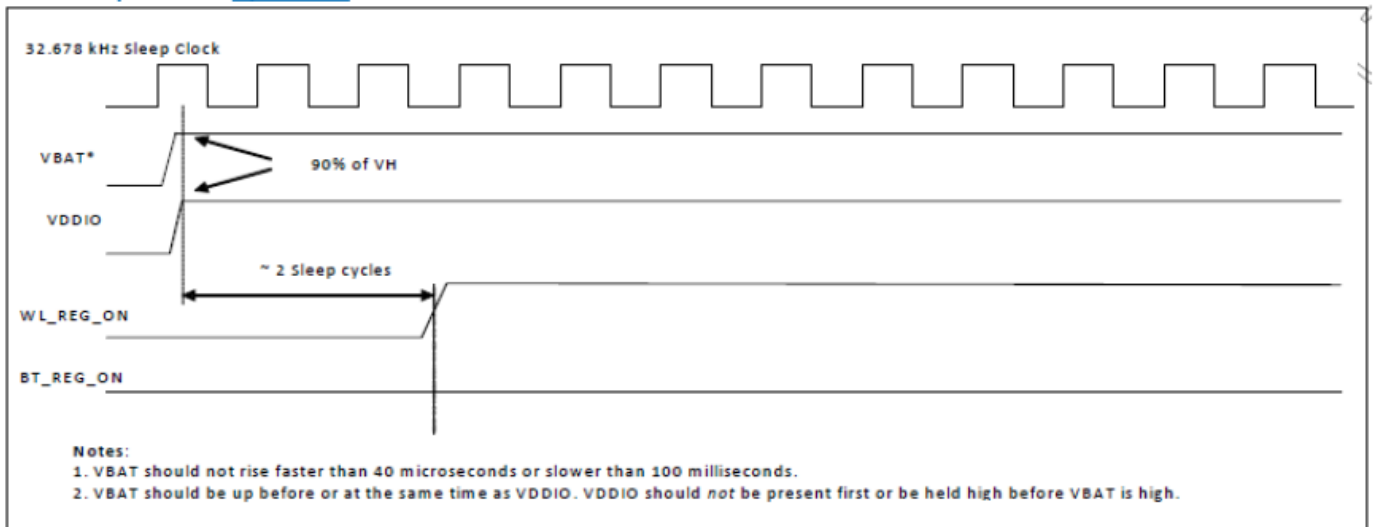 32.678 kHz Sleep Clock
VBAT*
90% of VH
VDDIO
~ 2 Sleep cycles
WL_REG_ON
BT_REG_ON
Notes:
1. VBAT should not rise faster than 40 microseconds or slower than 100 milliseconds.
2. VBAT should be up before or at the same time as VDDIO. VDDIO should not be present first or be held high before VBAT is high.